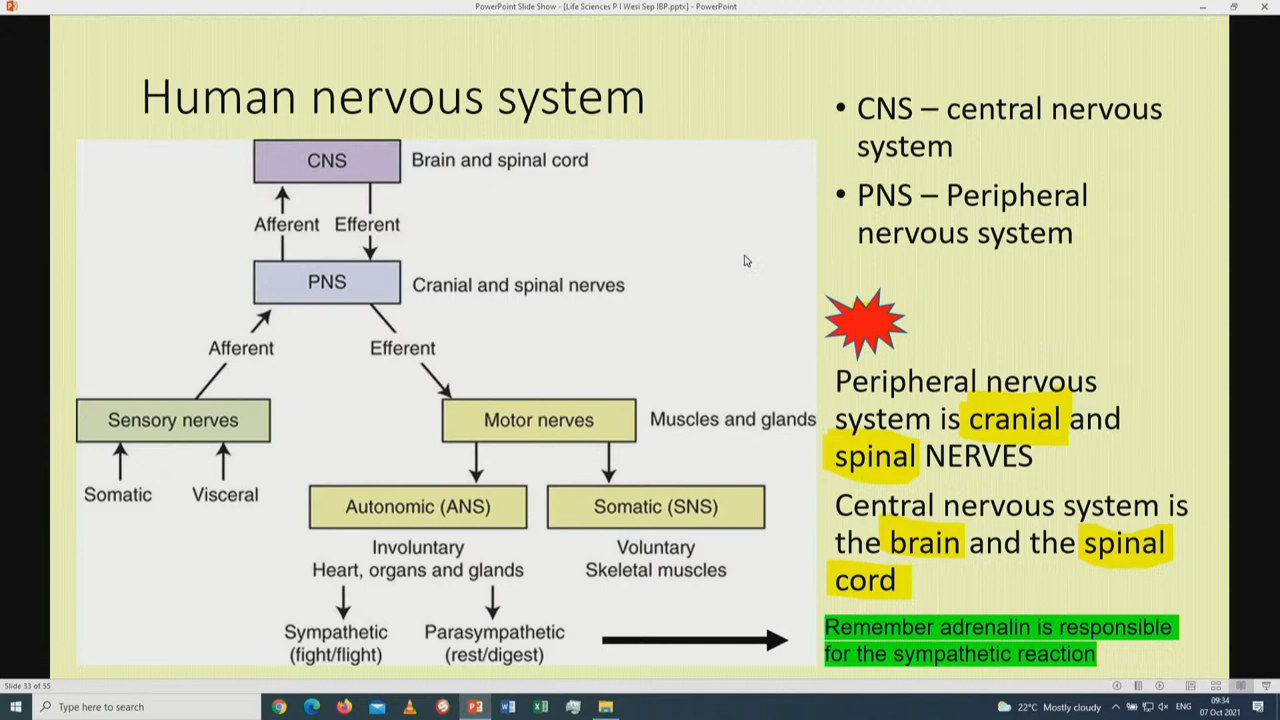 PowerPoint Slide Show - [Life Sciences P I Wesi Sep IBP.pptx] - PowerPoint
Human nervous system
CNS
Brain and spinal cord
Afferent
Efferent
PNS
Cranial and spinal nerves
Afferent
Efferent
Sensory nerves
Motor nerves
Muscles and glands
Somatic
Visceral
Autonomic (ANS)
Somatic (SNS)
Involuntary
Heart, organs and glands
Voluntary
Skeletal muscles
Sympathetic
(fight/flight)
Parasympathetic
(rest/digest)
• CNS – central nervous
system
• PNS – Peripheral
nervous system
Peripheral nervous
system is cranial and
spinal NERVES
Central nervous system is
the brain and the spinal
cord
Remember adrenalin is responsible
for the sympathetic reaction
Slide 33 of 55
Type here to search
22°C Mostly cloudy
ENG
09:34
07 Oct 2021